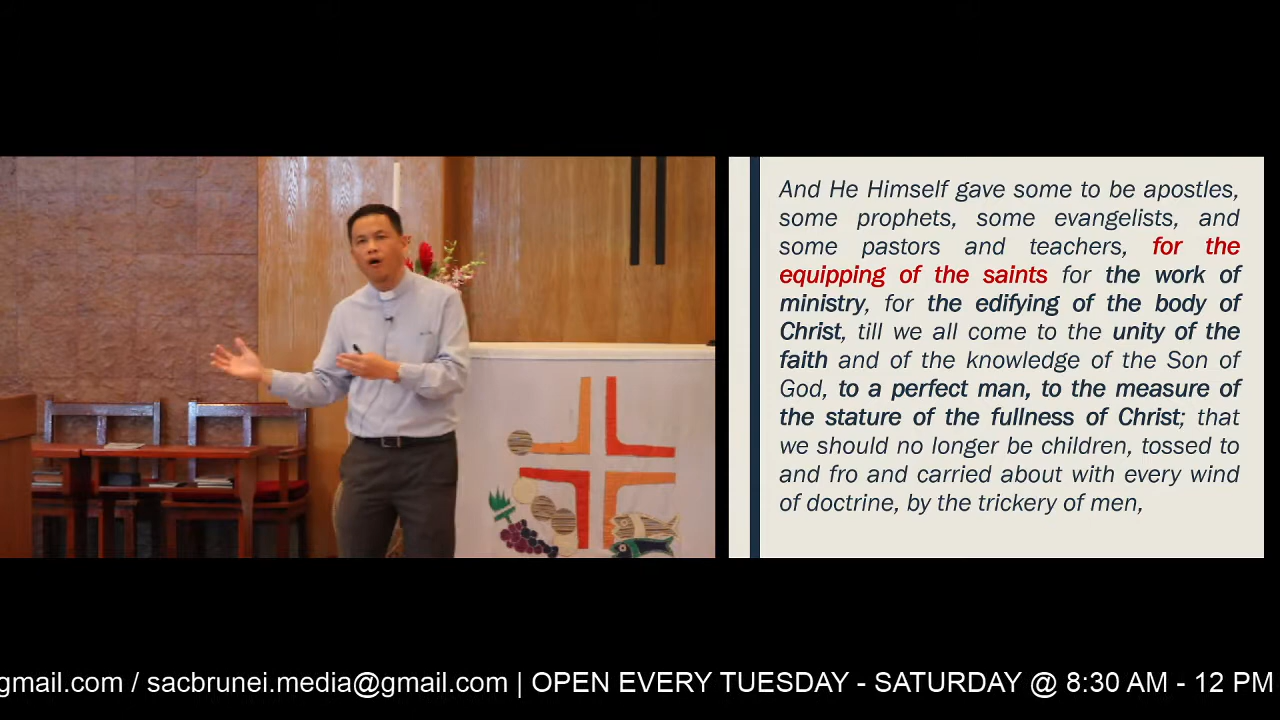 And He Himself gave some to be apostles,
some prophets, some evangelists, and
some pastors and teachers, for the
equipping of the saints for the work of
ministry, for the edifying of the body of
Christ, till we all come to the unity of the
faith and of the knowledge of the Son of
God, to a perfect man, to the measure of
the stature of the fullness of Christ; that
we should no longer be children, tossed to
and fro and carried about with every wind
of doctrine, by the trickery of men,
gmail.com / sacbrunei.media@gmail.com | OPEN EVERY TUESDAY - SATURDAY @ 8:30 AM - 12 PM